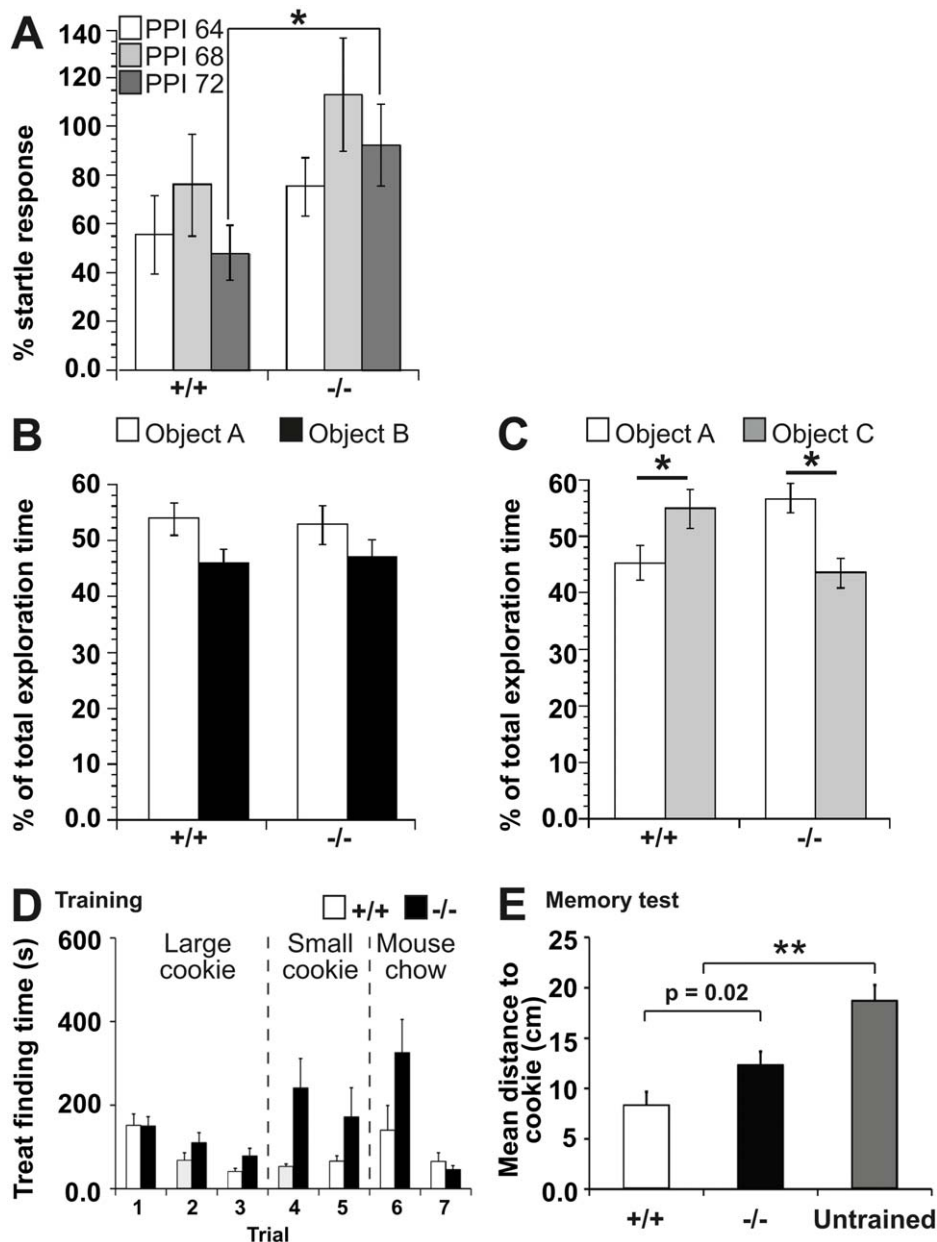 A
PPI 64
PPI 68
PPI 72
*
% startle response
140
120
100
80
60
40
20
0.0
+/+ -/-
B
Object A Object B
% of total exploration time
60
50
40
30
20
10
0.0
+/+ -/-
C
Object A Object C
* *
% of total exploration time
60
50
40
30
20
10
0.0
+/+ -/-
D Training
+/+ -/-
Large cookie
Small cookie
Mouse chow
Treat finding time (s)
600
400
200
0.0
1 2 3 4 5 6 7
Trial
E Memory test
**
p = 0.02
Mean distance to
cookie (cm)
25
20
15
10
5
0
+/+ -/- Untrained